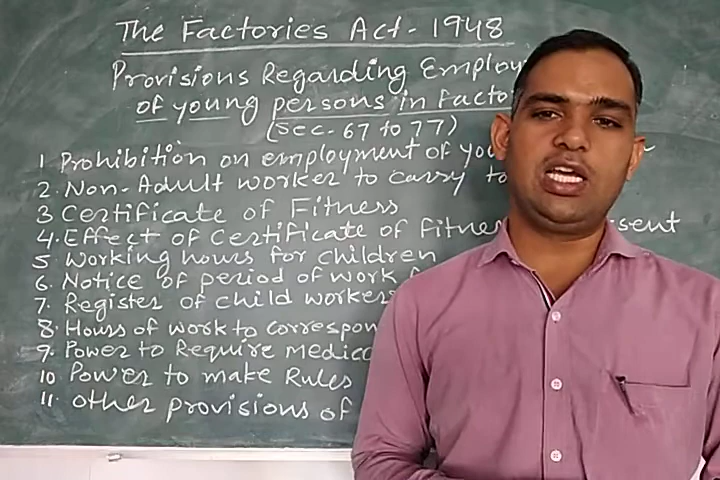 The Factories Act - 1948
Provisions Regarding Employ
of young persons in facto
(Sec. 67 to 77)
1 Prohibition on employment of you
2. Non-Adult worker to carry to
3 Certificate of Fitness
4. Effect of Certificate of fitnes sent
5 Working hours for children
6. Notice of period of work f
7. Register of child workers
8. Hours of work to correspon
9. Power to Require medica
10 Power to make Rules
11. other provisions of